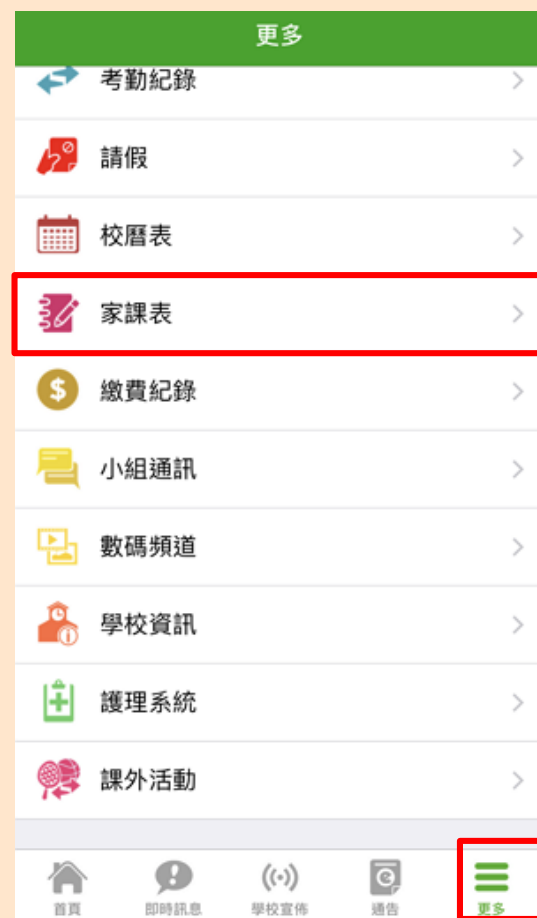 更多
考勤紀錄
請假
校曆表
家課表
繳費紀錄
小組通訊
數碼頻道
學校資訊
護理系統
課外活動
首頁
即時訊息
學校宣佈
通告
更多